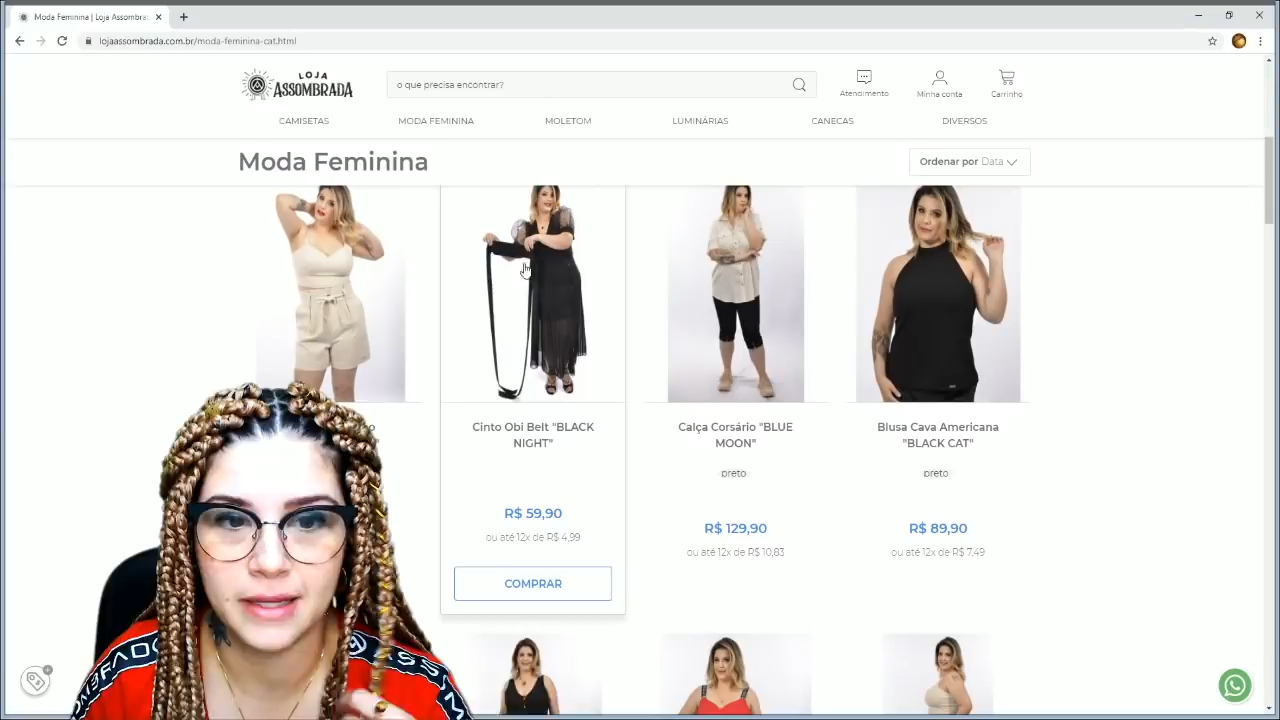 Moda Feminina | Loja Assombra
lojaassombrada.com.br/moda-feminina-cat.html
LOJA
ASSOMBRADA
o que precisa encontrar?
Atendimento
Minha conta
Carrinho
CAMISETAS
MODA FEMININA
MOLETOM
LUMINÁRIAS
CANECAS
DIVERSOS
Moda Feminina
Ordenar por Data
Cinto Obi Belt "BLACK
NIGHT"
R$ 59,90
ou até 12x de R$ 4,99
COMPRAR
Calça Corsário "BLUE
MOON"
preto
R$ 129,90
ou até 12x de R$ 10,83
Blusa Cava Americana
"BLACK CAT"
preto
R$ 89,90
ou até 12x de R$ 7,49